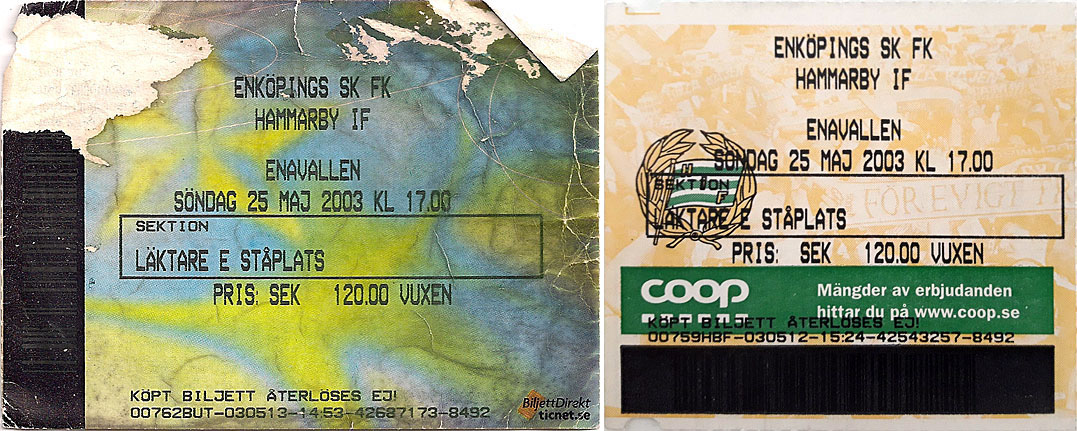 ENKÖPINGS SK FK
HAMMARBY IF
ENAVALLEN
SÖNDAG 25 MAJ 2003 KL 17.00
SEKTION
LÄKTARE E STÅPLATS
PRIS: SEK 120.00 VUXEN
KÖPT BILJETT ÅTERLÖSES EJ!
00762BUT-030513-14:53-42687173-8492
BiljettDirekt
ticnet.se
ENKÖPINGS SK FK
HAMMARBY IF
ENAVALLEN
SÖNDAG 25 MAJ 2003 KL 17.00
SEKTION
H
I
F
FÖR EVIGT
LÄKTARE E STÅPLATS
PRIS: SEK 120.00 VUXEN
coop
Mängder av erbjudanden
hittar du på www.coop.se
KÖPT BILJETT ÅTERLÖSES EJ!
00759HBF-030512-15:24-42543257-8492